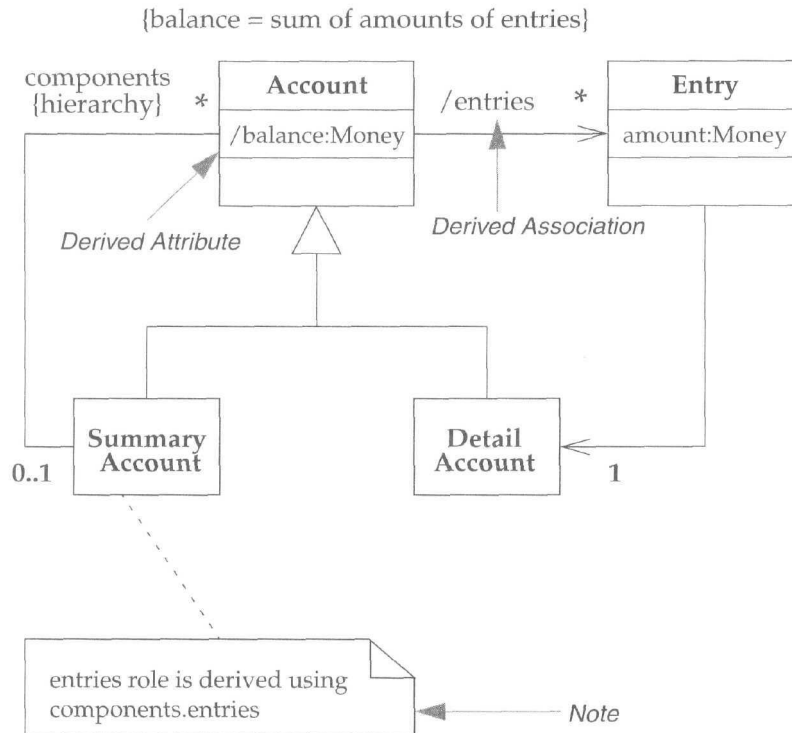 {balance = sum of amounts of entries}
components
{hierarchy}
*
Account
/entries
*
Entry
/balance:Money
amount:Money
Derived Attribute
Derived Association
Summary
Account
Detail
Account
0..1
1
entries role is derived using
components.entries
Note